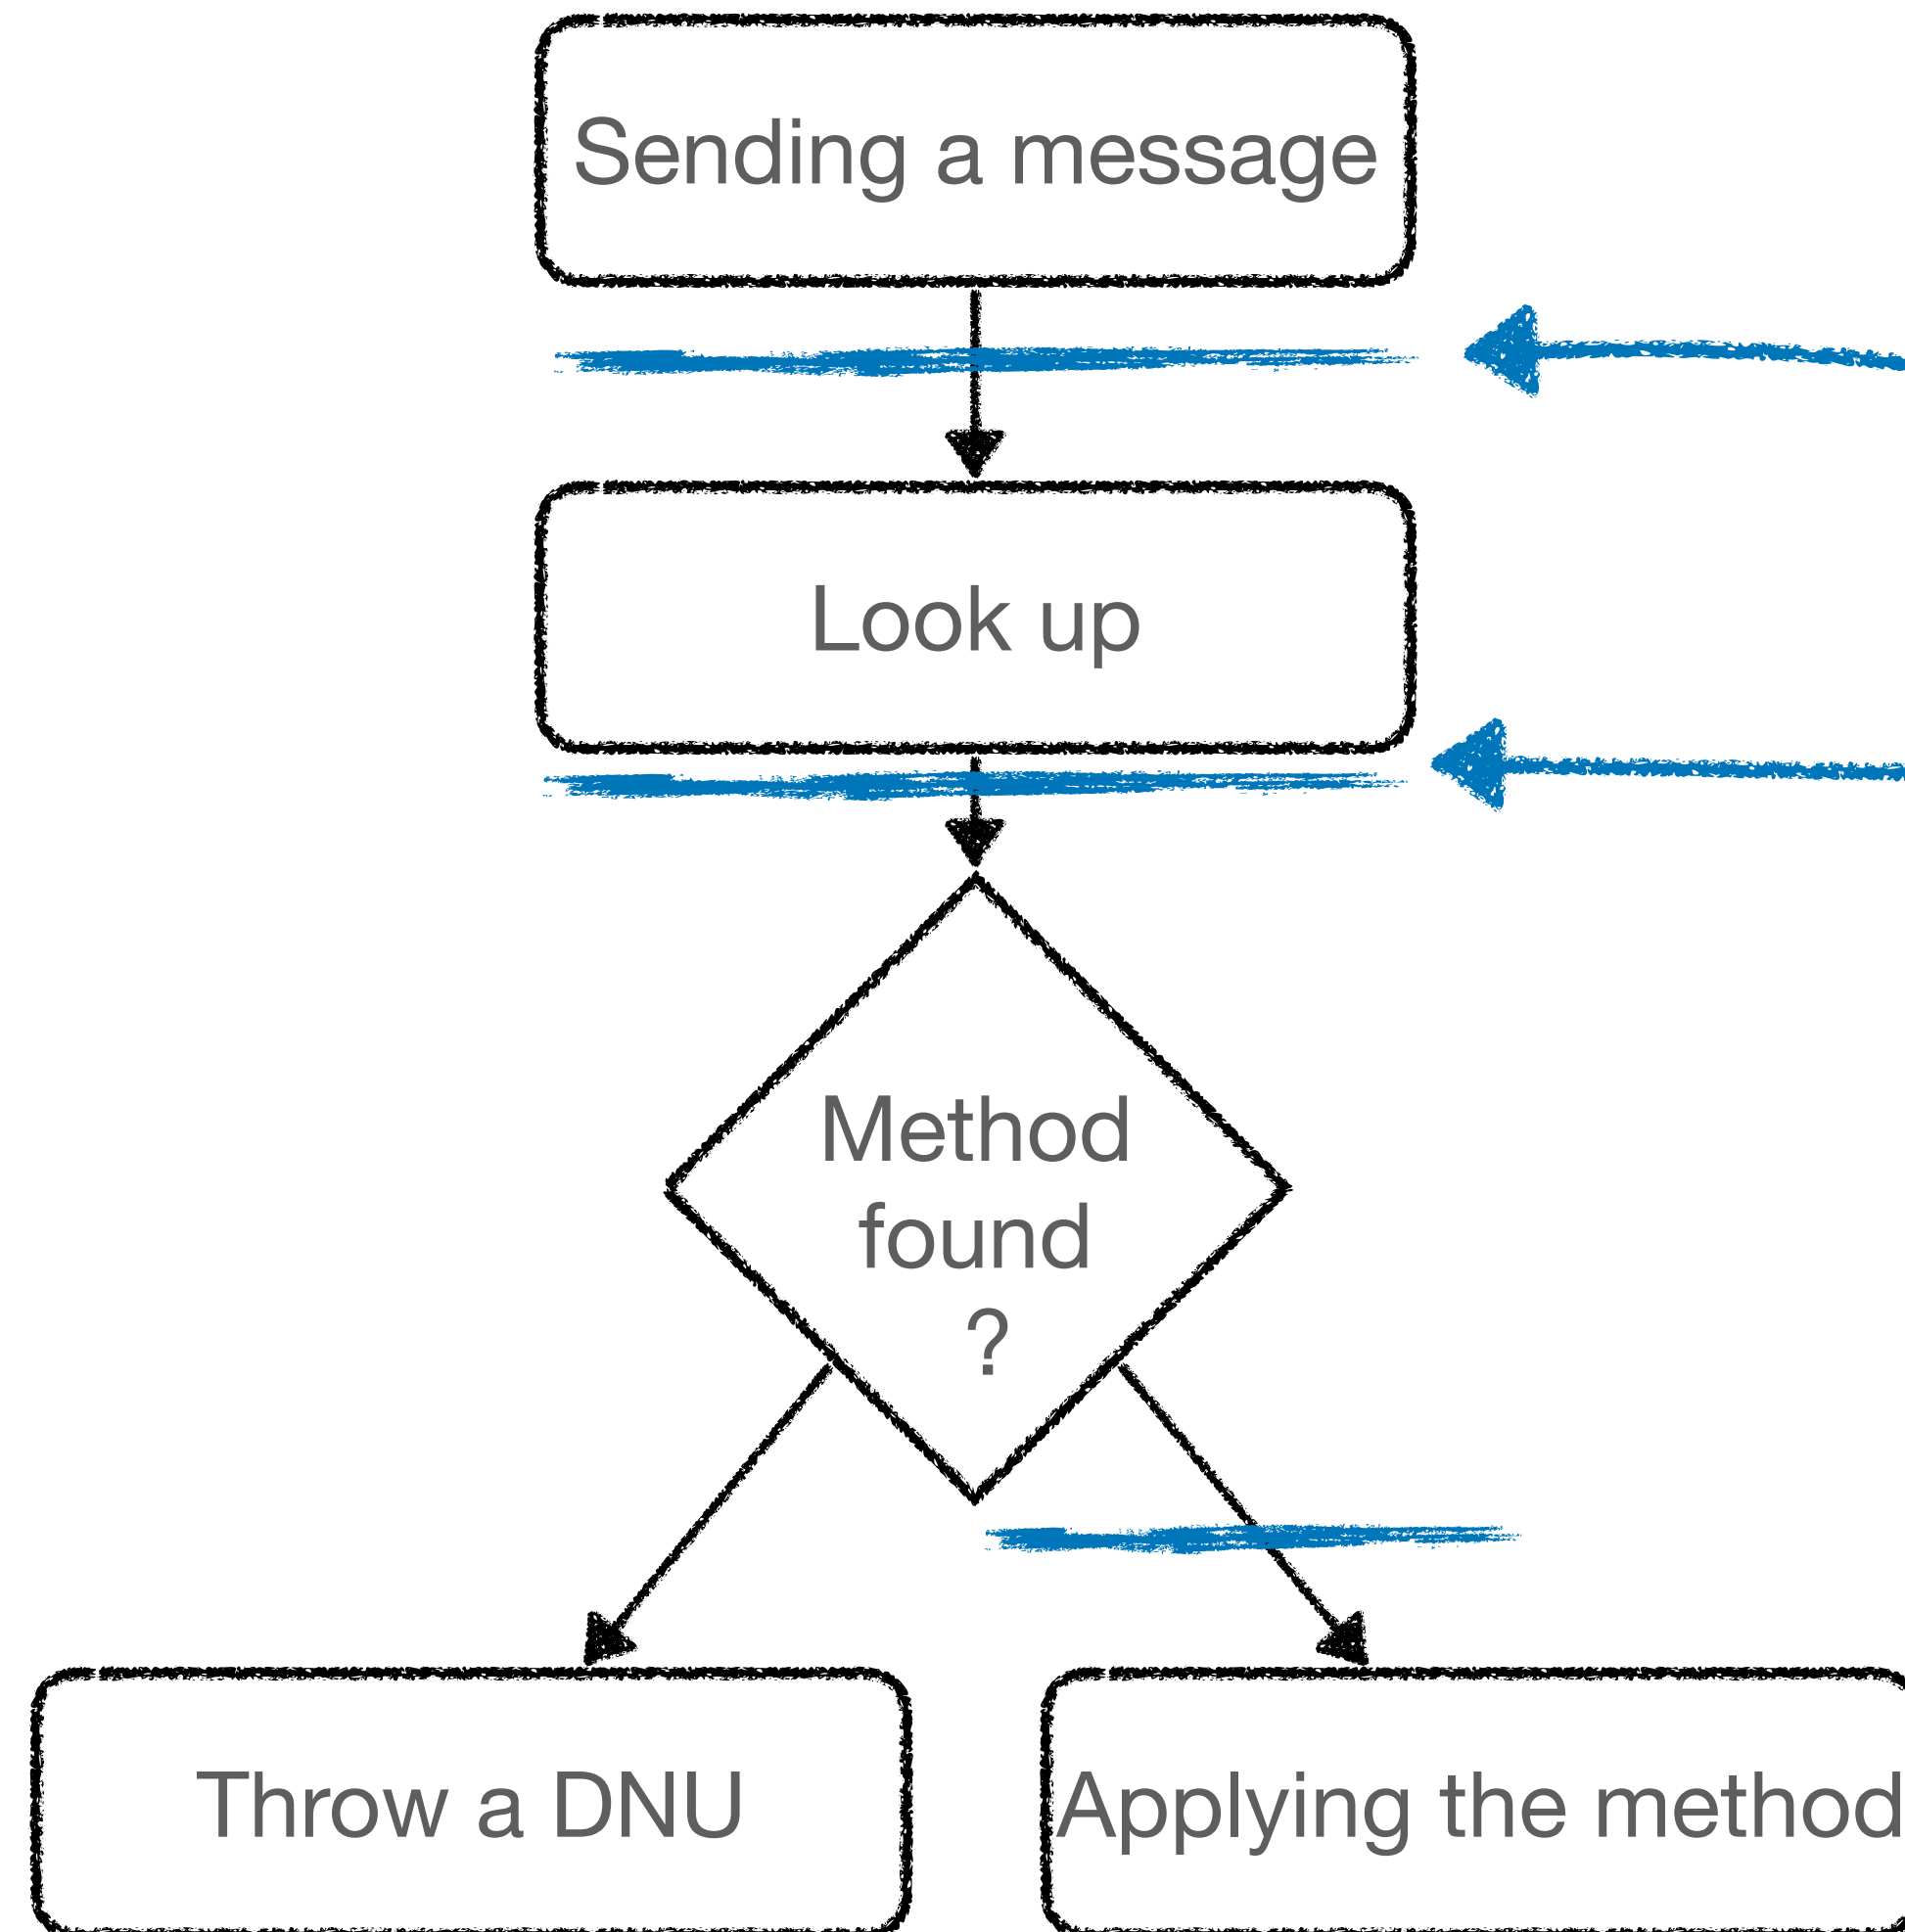 Sending a message
Look up
Method
found
?
Throw a DNU
Applying the method